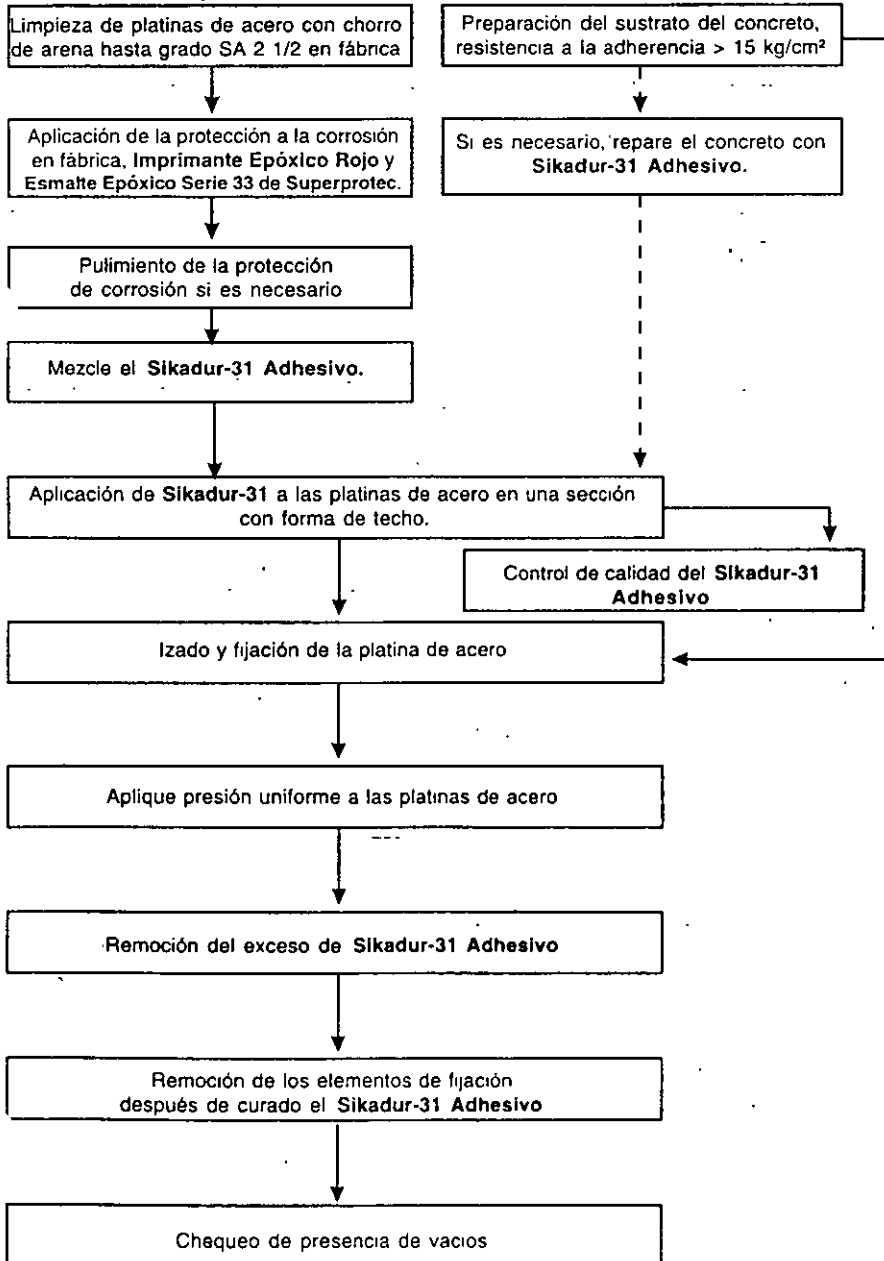 Limpieza de platinas de acero con chorro
de arena hasta grado SA 2 1/2 en fábrica
Preparación del sustrato del concreto,
resistencia a la adherencia > 15 kg/cm²
Aplicación de la protección a la corrosión
en fábrica, Imprimante Epóxico Rojo y
Esmalte Epóxico Serie 33 de Superprotec.
Si es necesario, repare el concreto con
Sikadur-31 Adhesivo.
Pulimiento de la protección
de corrosión si es necesario
Mezcle el Sikadur-31 Adhesivo.
Aplicación de Sikadur-31 a las platinas de acero en una sección
con forma de techo.
Control de calidad del Sikadur-31
Adhesivo
Izado y fijación de la platina de acero
Aplique presión uniforme a las platinas de acero
Remoción del exceso de Sikadur-31 Adhesivo
Remoción de los elementos de fijación
después de curado el Sikadur-31 Adhesivo
Chequeo de presencia de vacios